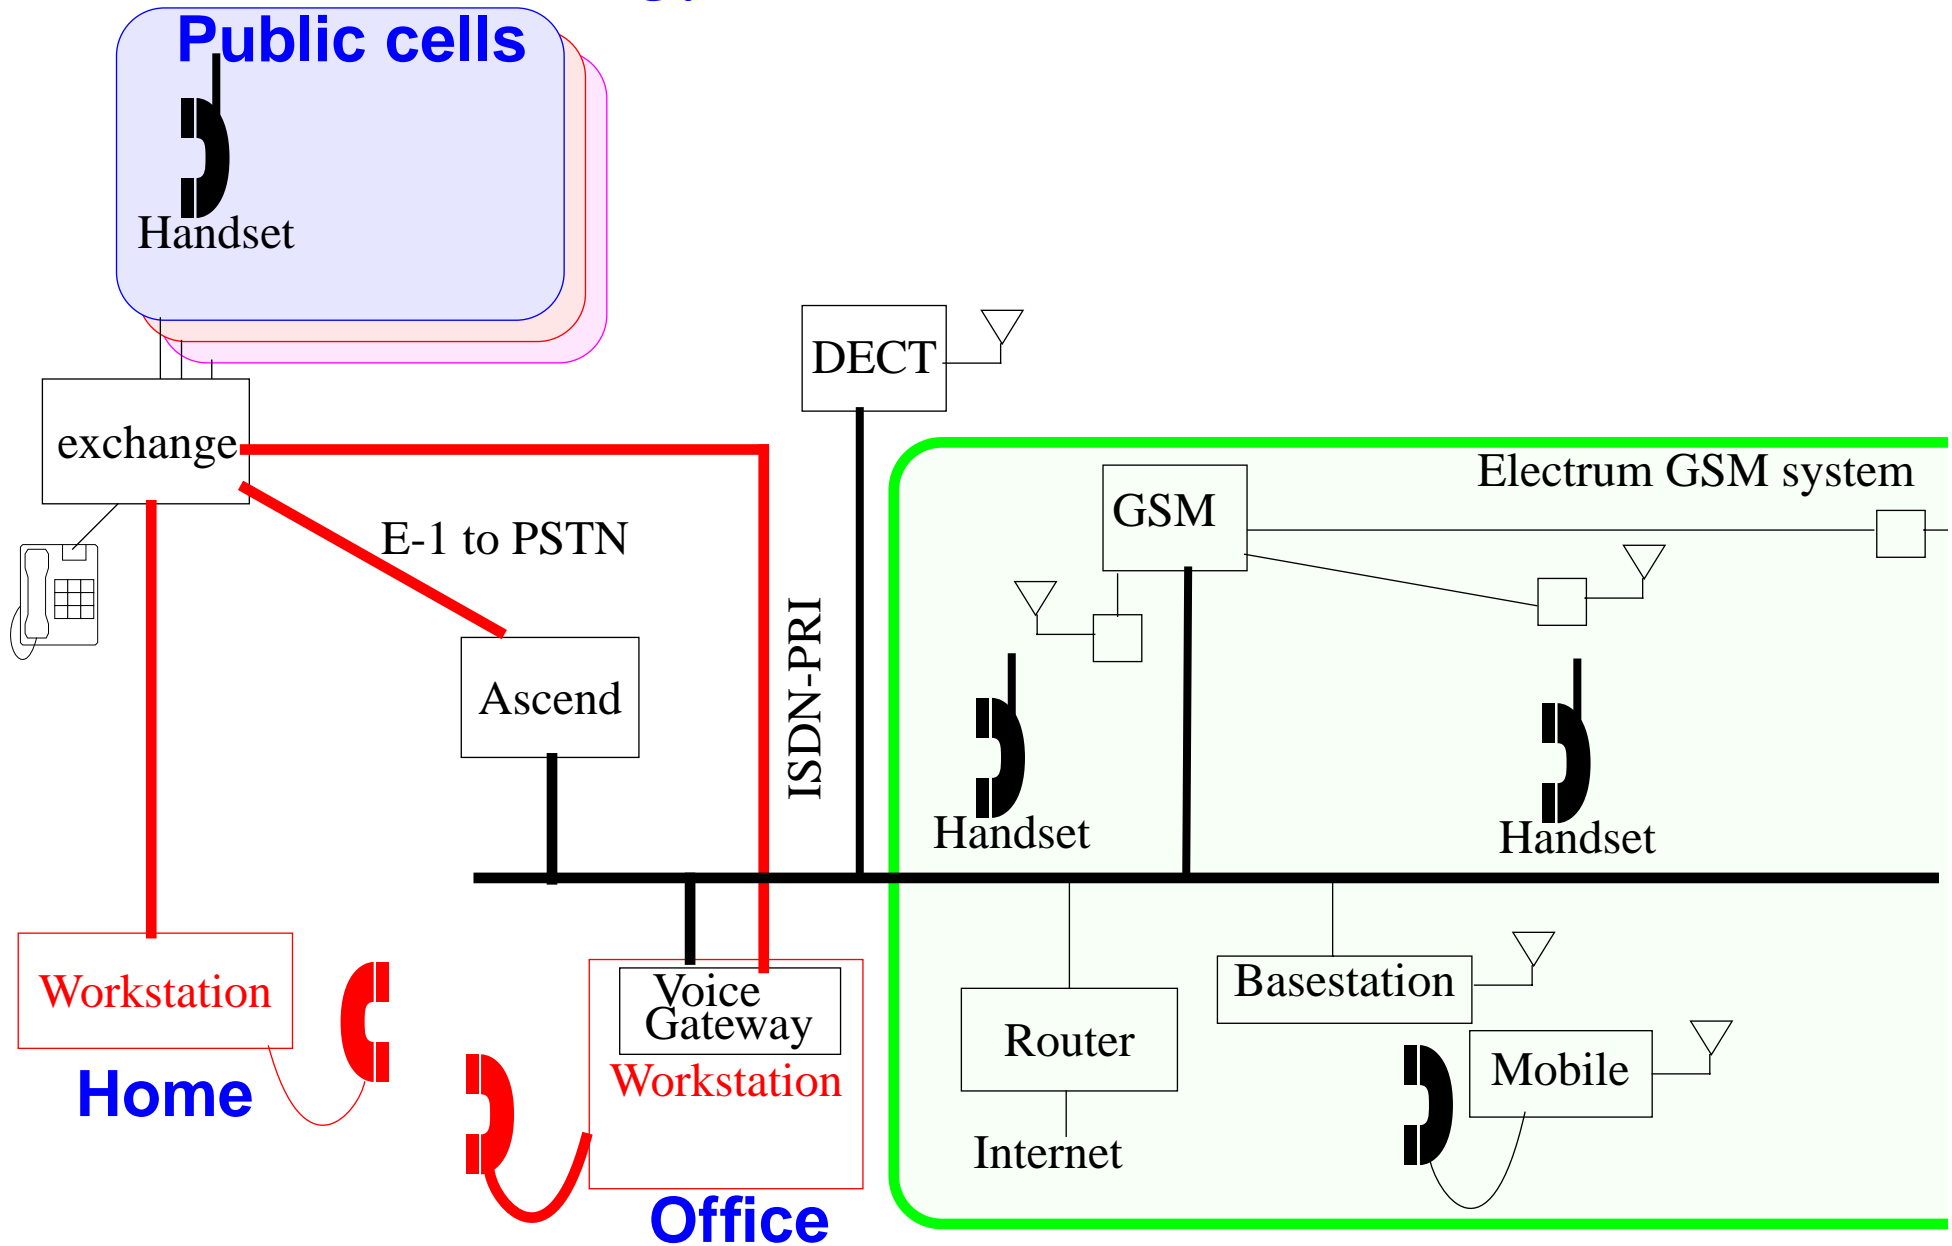 Public cells
Handset
DECT
exchange
Electrum GSM system
GSM
E-1 to PSTN
ISDN-PRI
Ascend
Handset
Handset
Workstation
Voice
Gateway
Workstation
Basestation
Router
Mobile
Home
Internet
Office